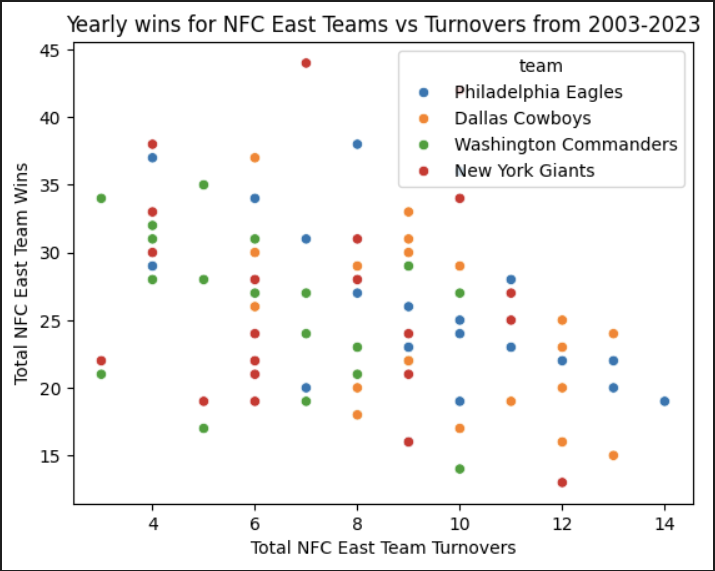 Yearly wins for NFC East Teams vs Turnovers from 2003-2023
45
40
35
30
25
20
15
Total NFC East Team Wins
team
Philadelphia Eagles
Dallas Cowboys
Washington Commanders
New York Giants
4 6 8 10 12 14
Total NFC East Team Turnovers